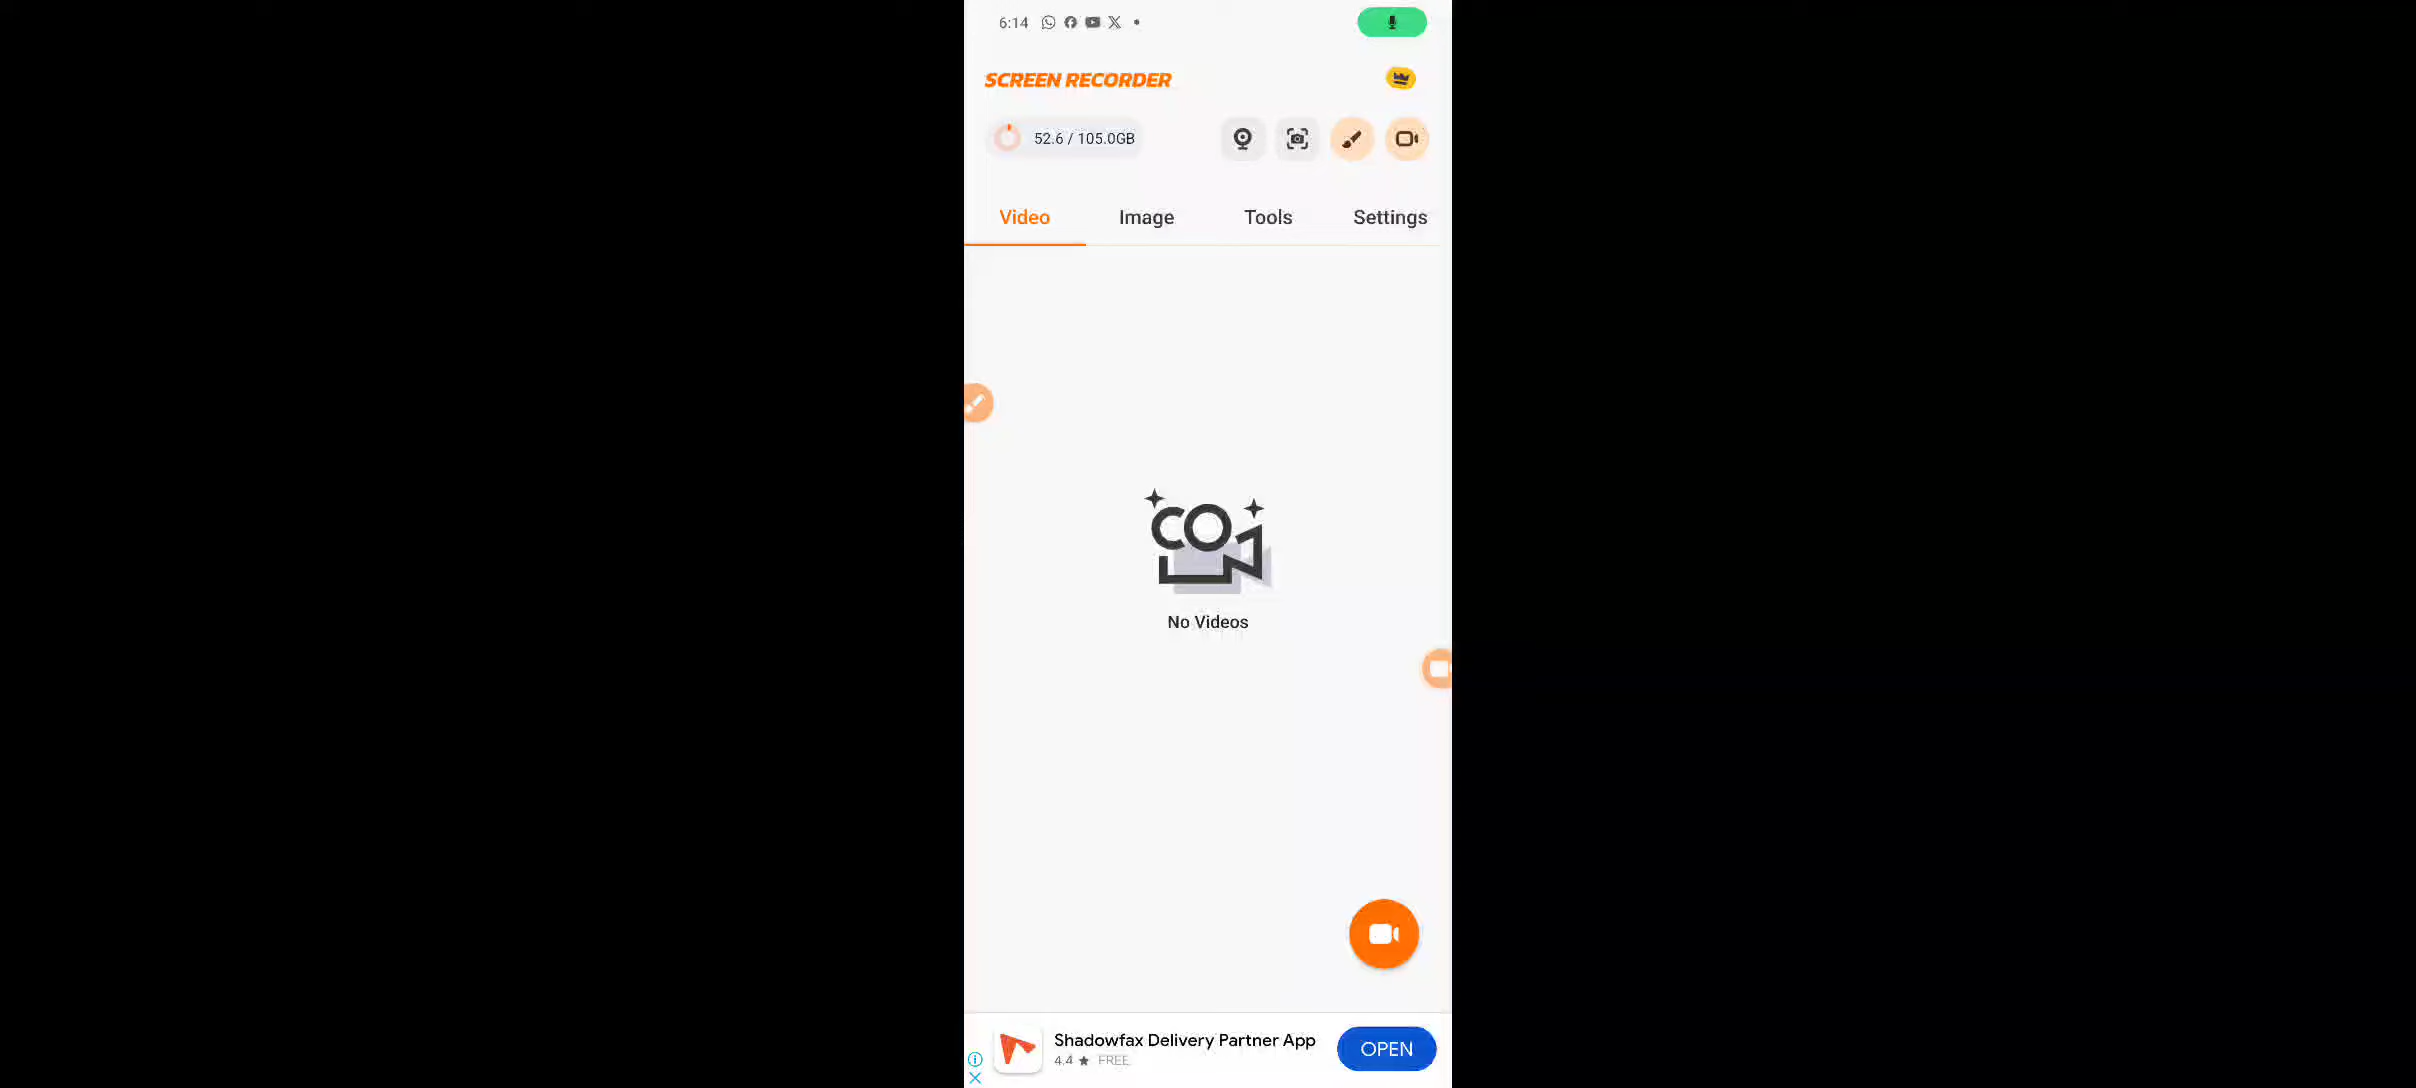 6:14
SCREEN RECORDER
52.6 / 105.0GB
Video Image Tools Settings
No Videos
Shadowfax Delivery Partner App
4.4 ★ FREE
OPEN